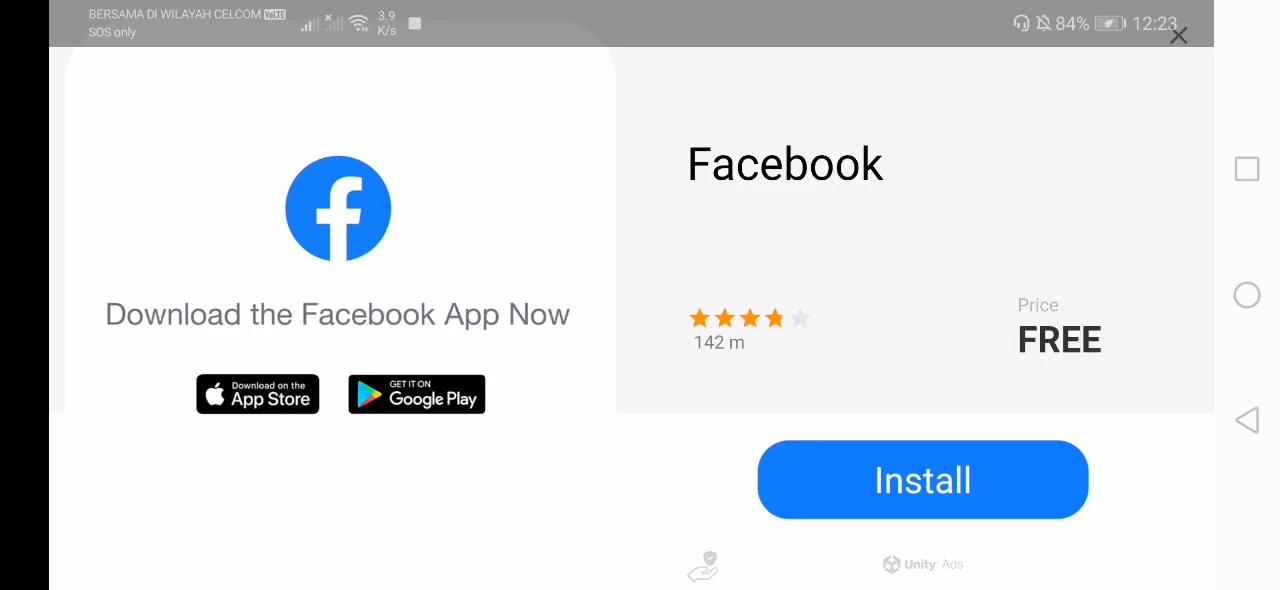 BERSAMA DI WILAYAH CELCOM VoLTE
SOS only
3.9
K/s
84%
12:23
Download the Facebook App Now
Download on the
App Store
GET IT ON
Google Play
Facebook
142 m
Price
FREE
Install
Unity Ads